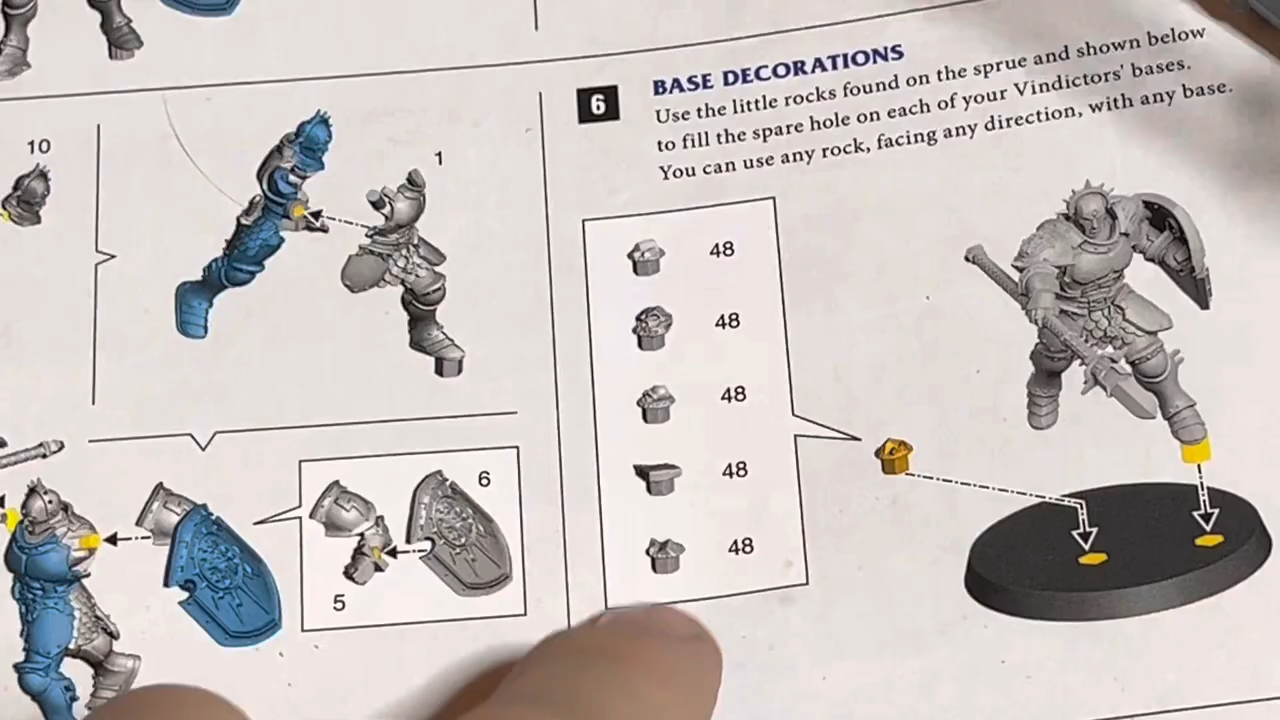 10
1
6
5
6
BASE DECORATIONS
Use the little rocks found on the sprue and shown below
to fill the spare hole on each of your Vindictors' bases.
You can use any rock, facing any direction, with any base.
48
48
48
48
48